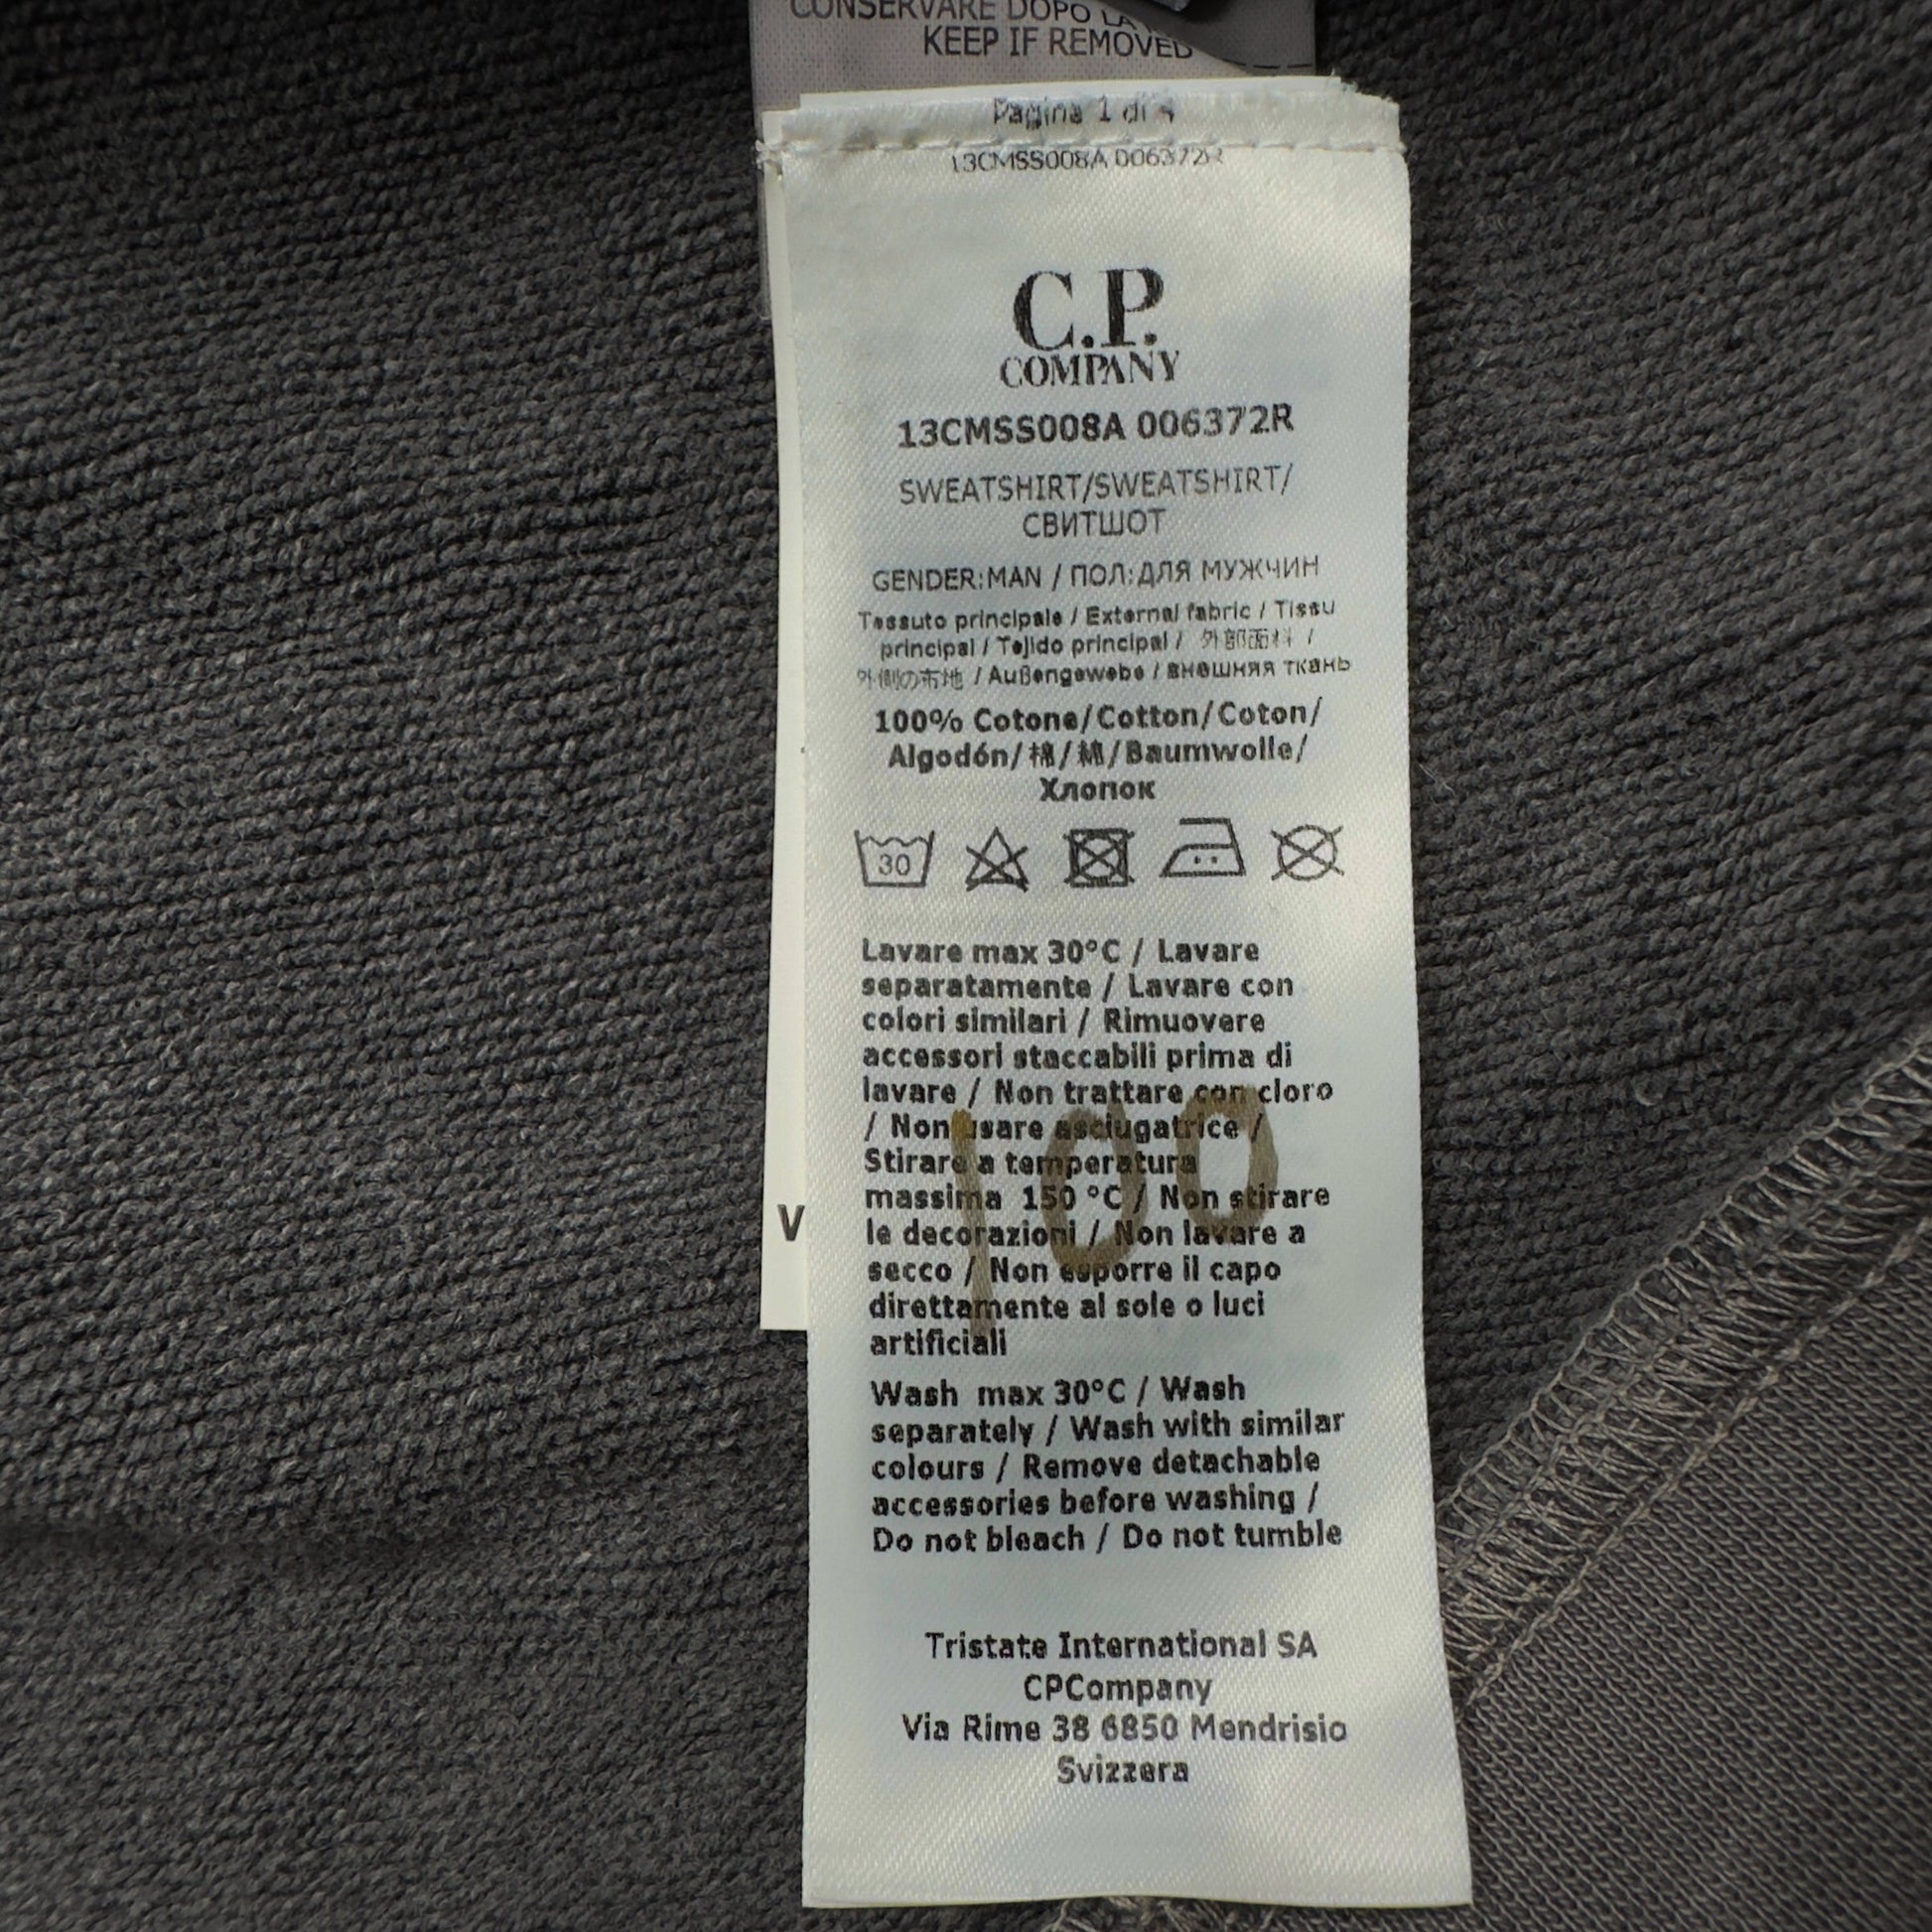 CONSERVARE DOPO
KEEP IF REMOVED
Pagina 1 di 4
13CMSS008A 006372R
C.P.
COMPANY
13CMSS008A 006372R
SWEATSHIRT/SWEATSHIRT/
СВИТШОТ
GENDER:MAN / ПОЛ:ДЛЯ МУЖЧИН
Tessuto principale / External fabric / Tissu
principal / Tejido principal / 外部面料 /
外側の布地 / Außengewebe / внешняя ткань
100% Cotone/Cotton/Coton/
Algodón/棉/綿/Baumwolle/
Хлопок
30
Lavare max 30°C / Lavare
separatamente / Lavare con
colori similari / Rimuovere
accessori staccabili prima di
lavare / Non trattare con cloro
/ Non usare asciugatrice /
Stirare a temperatura
massima 150 °C / Non stirare
le decorazioni / Non lavare a
secco / Non esporre il capo
direttamente al sole o luci
artificiali
100
V
Wash max 30°C / Wash
separately / Wash with similar
colours / Remove detachable
accessories before washing /
Do not bleach / Do not tumble
Tristate International SA
CPCompany
Via Rime 38 6850 Mendrisio
Svizzera